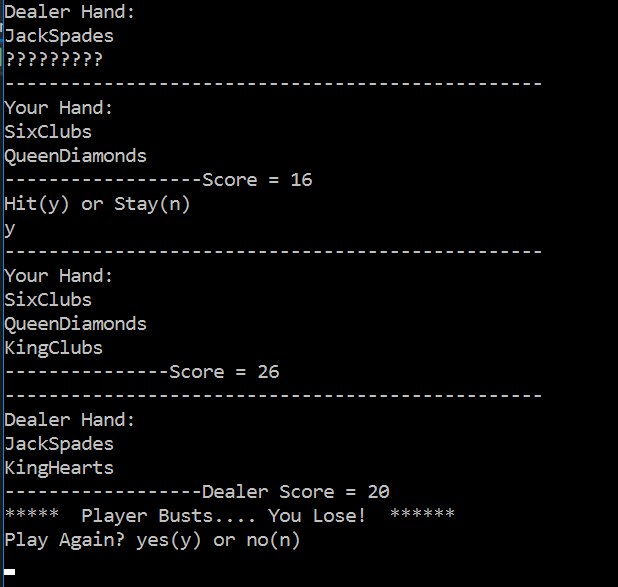 Dealer Hand:
JackSpades
?????????
-------------------------------------------------
Your Hand:
SixClubs
QueenDiamonds
------------------Score = 16
Hit(y) or Stay(n)
y
-------------------------------------------------
Your Hand:
SixClubs
QueenDiamonds
KingClubs
---------------Score = 26
-------------------------------------------------
Dealer Hand:
JackSpades
KingHearts
------------------Dealer Score = 20
*****  Player Busts.... You Lose!  ******
Play Again? yes(y) or no(n)